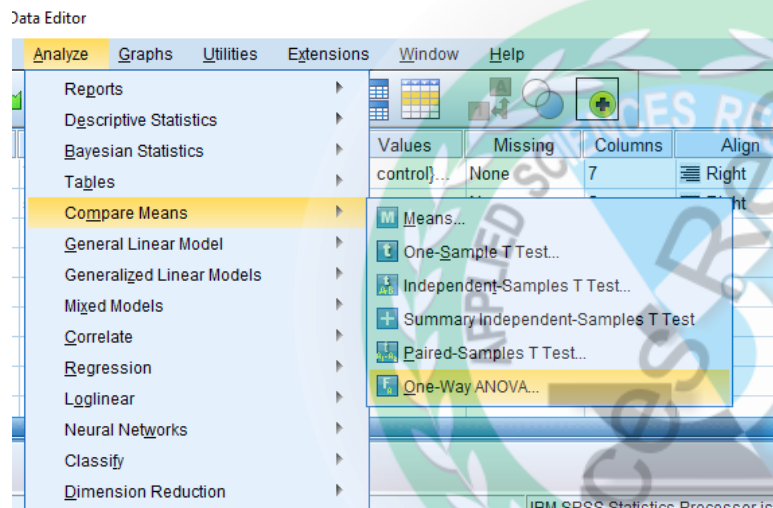 Data Editor
Analyze Graphs Utilities Extensions Window Help
Reports
Descriptive Statistics
Bayesian Statistics
Tables
Compare Means
General Linear Model
Generalized Linear Models
Mixed Models
Correlate
Regression
Loglinear
Neural Networks
Classify
Dimension Reduction
Values Missing Columns Align
control}... None 7 Right
Means...
One-Sample T Test...
Independent-Samples T Test...
Summary Independent-Samples T Test
Paired-Samples T Test...
One-Way ANOVA...
IBM SPSS Statistics Processor is
APPLIED SCIENCES